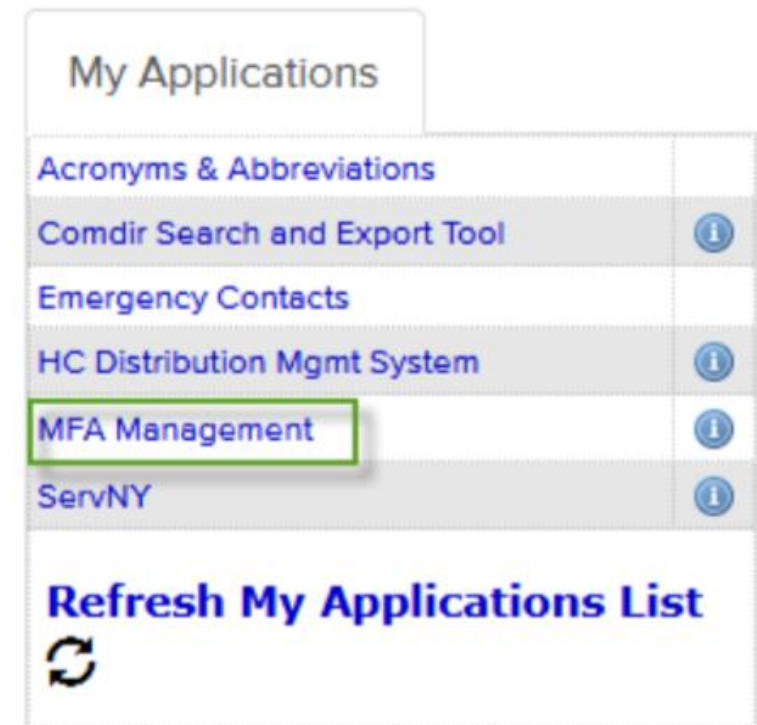 My Applications
Acronyms & Abbreviations
Comdir Search and Export Tool
Emergency Contacts
HC Distribution Mgmt System
MFA Management
ServNY
Refresh My Applications List